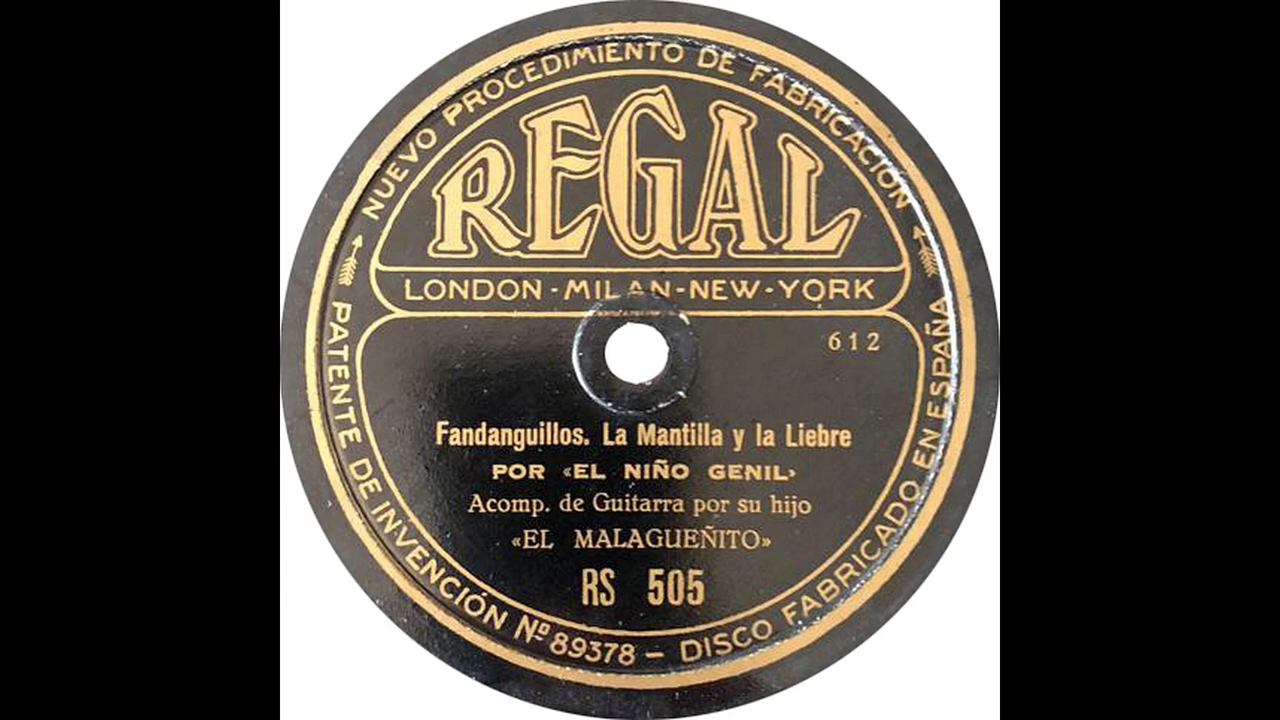 NUEVO PROCEDIMIENTO DE FABRICACIÓN
REGAL
LONDON - MILAN - NEW - YORK
612
Fandanguillos. La Mantilla y la Liebre
POR «EL NIÑO GENIL»
Acomp. de Guitarra por su hijo
«EL MALAGUEÑITO»
RS 505
PATENTE DE INVENCIÓN Nº 89378 – DISCO FABRICADO EN ESPAÑA